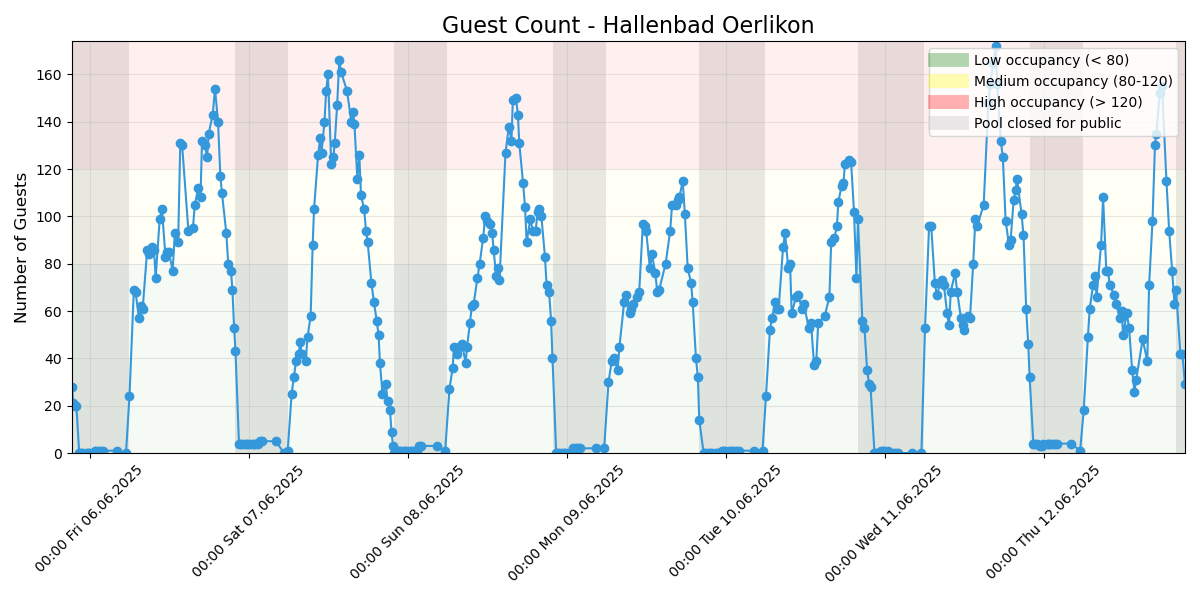 Guest Count - Hallenbad Oerlikon
Low occupancy (< 80)
Medium occupancy (80-120)
High occupancy (> 120)
Pool closed for public
Number of Guests
160
140
120
100
80
60
40
20
0
00:00 Fri 06.06.2025
00:00 Sat 07.06.2025
00:00 Sun 08.06.2025
00:00 Mon 09.06.2025
00:00 Tue 10.06.2025
00:00 Wed 11.06.2025
00:00 Thu 12.06.2025